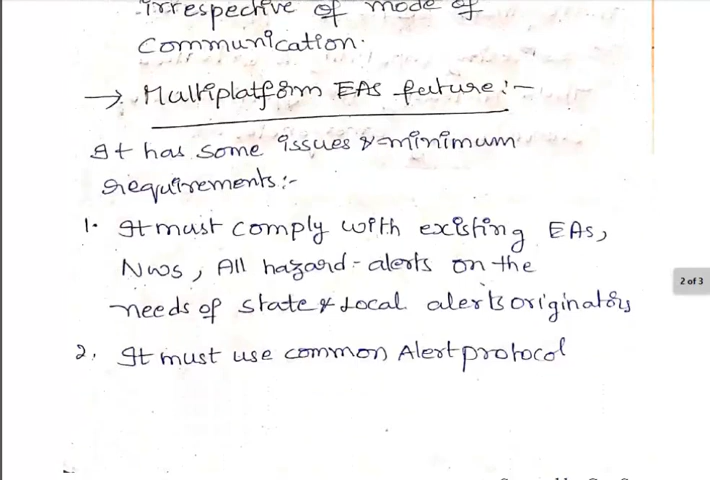 irrespective of mode of
Communication.
→ Multiplatform EAS future:-
It has some issues & minimum
requirements:-
1. It must comply with existing EAs,
Nws, All hazard-alerts on the
needs of state & Local alerts originators
2. It must use common Alert protocol
2 of 3